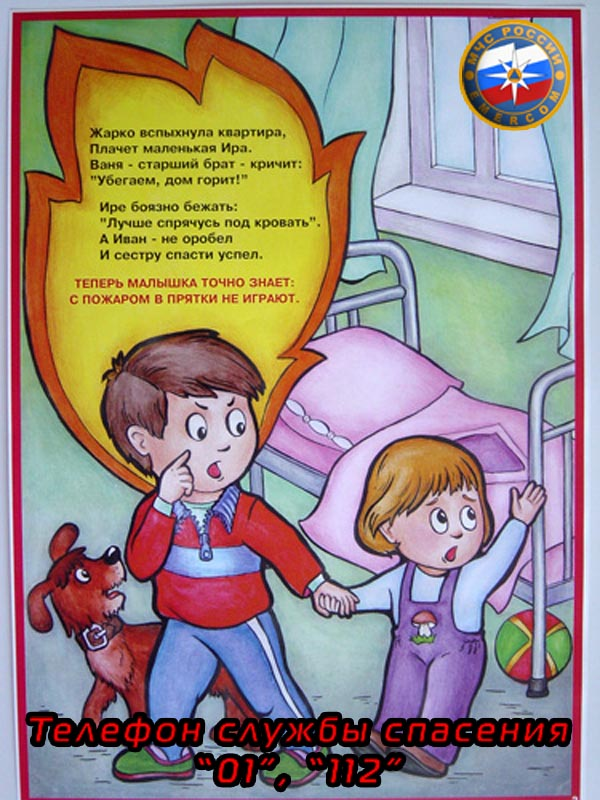 МЧС РОССИИ
EMERCOM
Жарко вспыхнула квартира,
Плачет маленькая Ира.
Ваня - старший брат - кричит:
"Убегаем, дом горит!"
Ире боязно бежать:
"Лучше спрячусь под кровать".
А Иван - не оробел
И сестру спасти успел.
ТЕПЕРЬ МАЛЫШКА ТОЧНО ЗНАЕТ:
С ПОЖАРОМ В ПРЯТКИ НЕ ИГРАЮТ.
Телефон службы спасения
"01", "112"